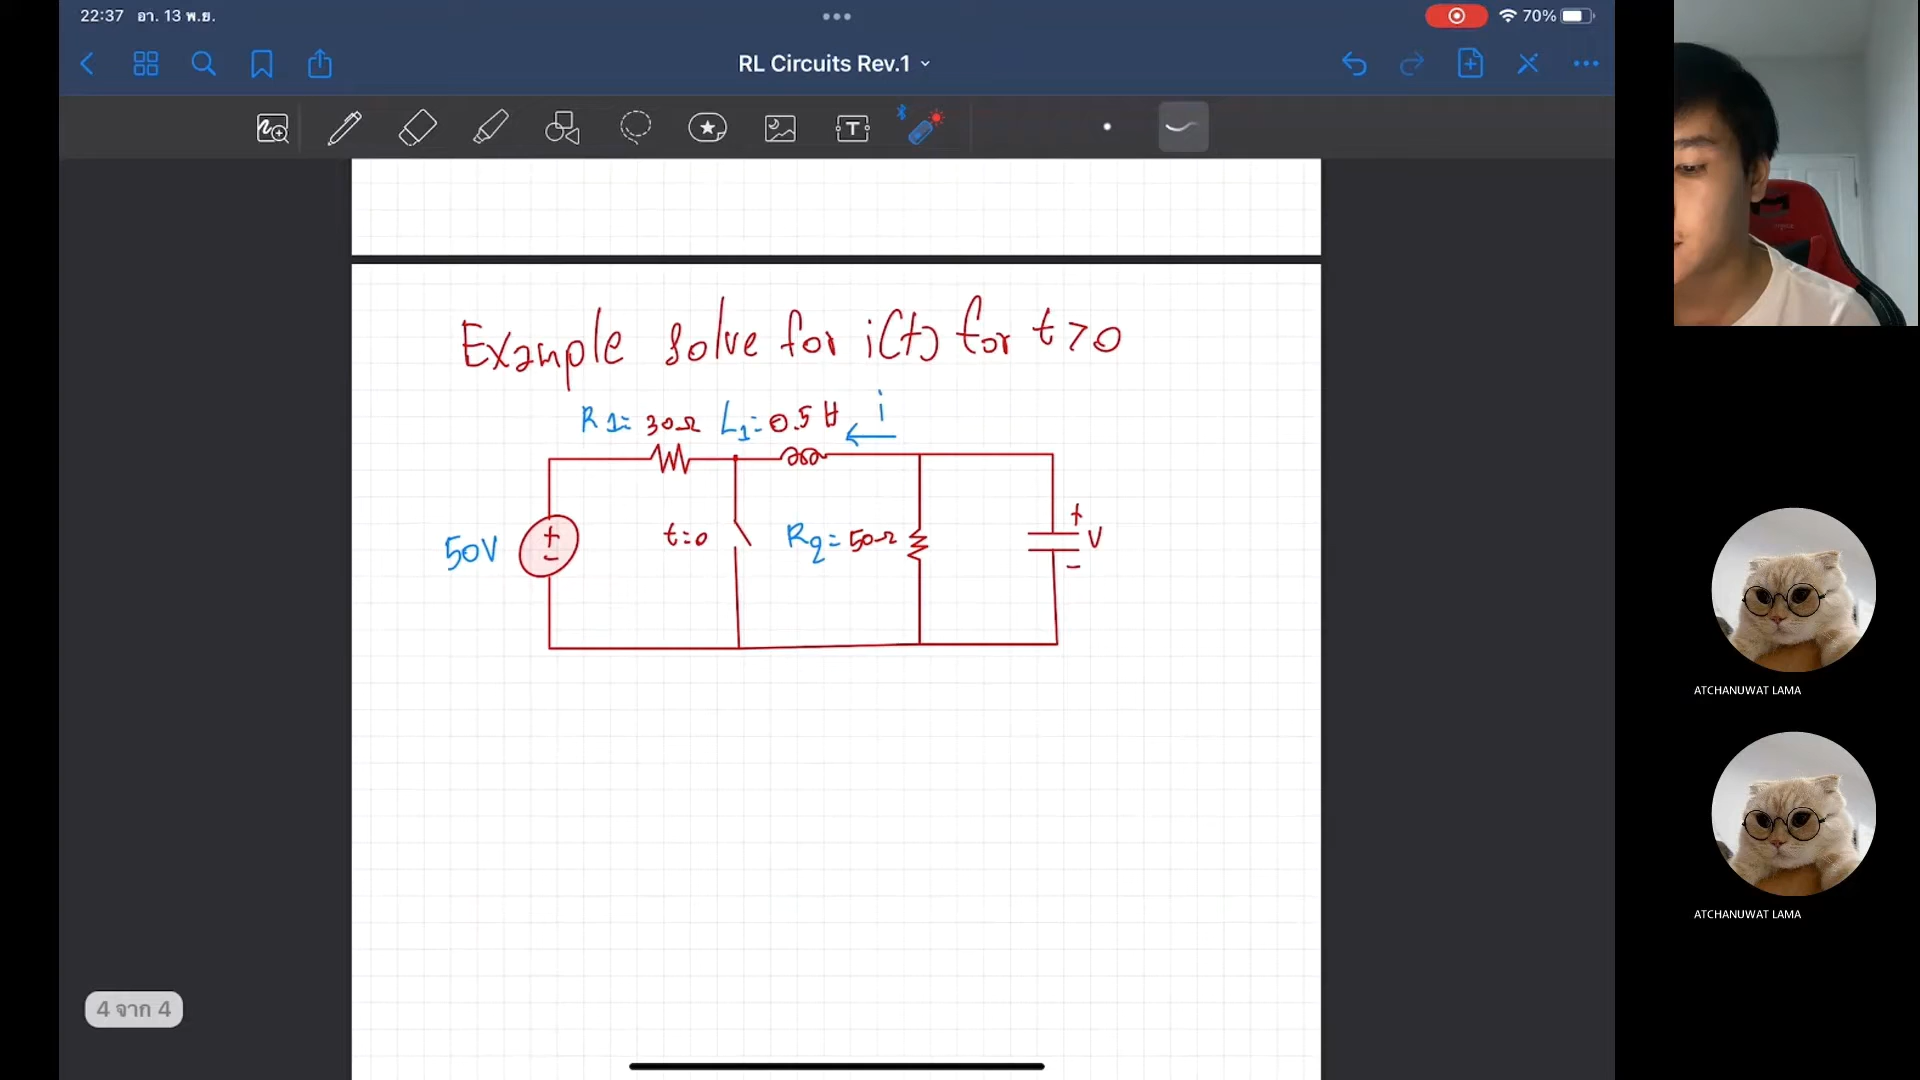 22:37 อา. 13 พ.ย.
70%
RL Circuits Rev.1
T
Example solve for i(t) for t>0
R1= 30Ω L1= 0.5 H i
50V + - t=0 R2= 50Ω + V -
4 จาก 4
ATCHANUWAT LAMA
ATCHANUWAT LAMA